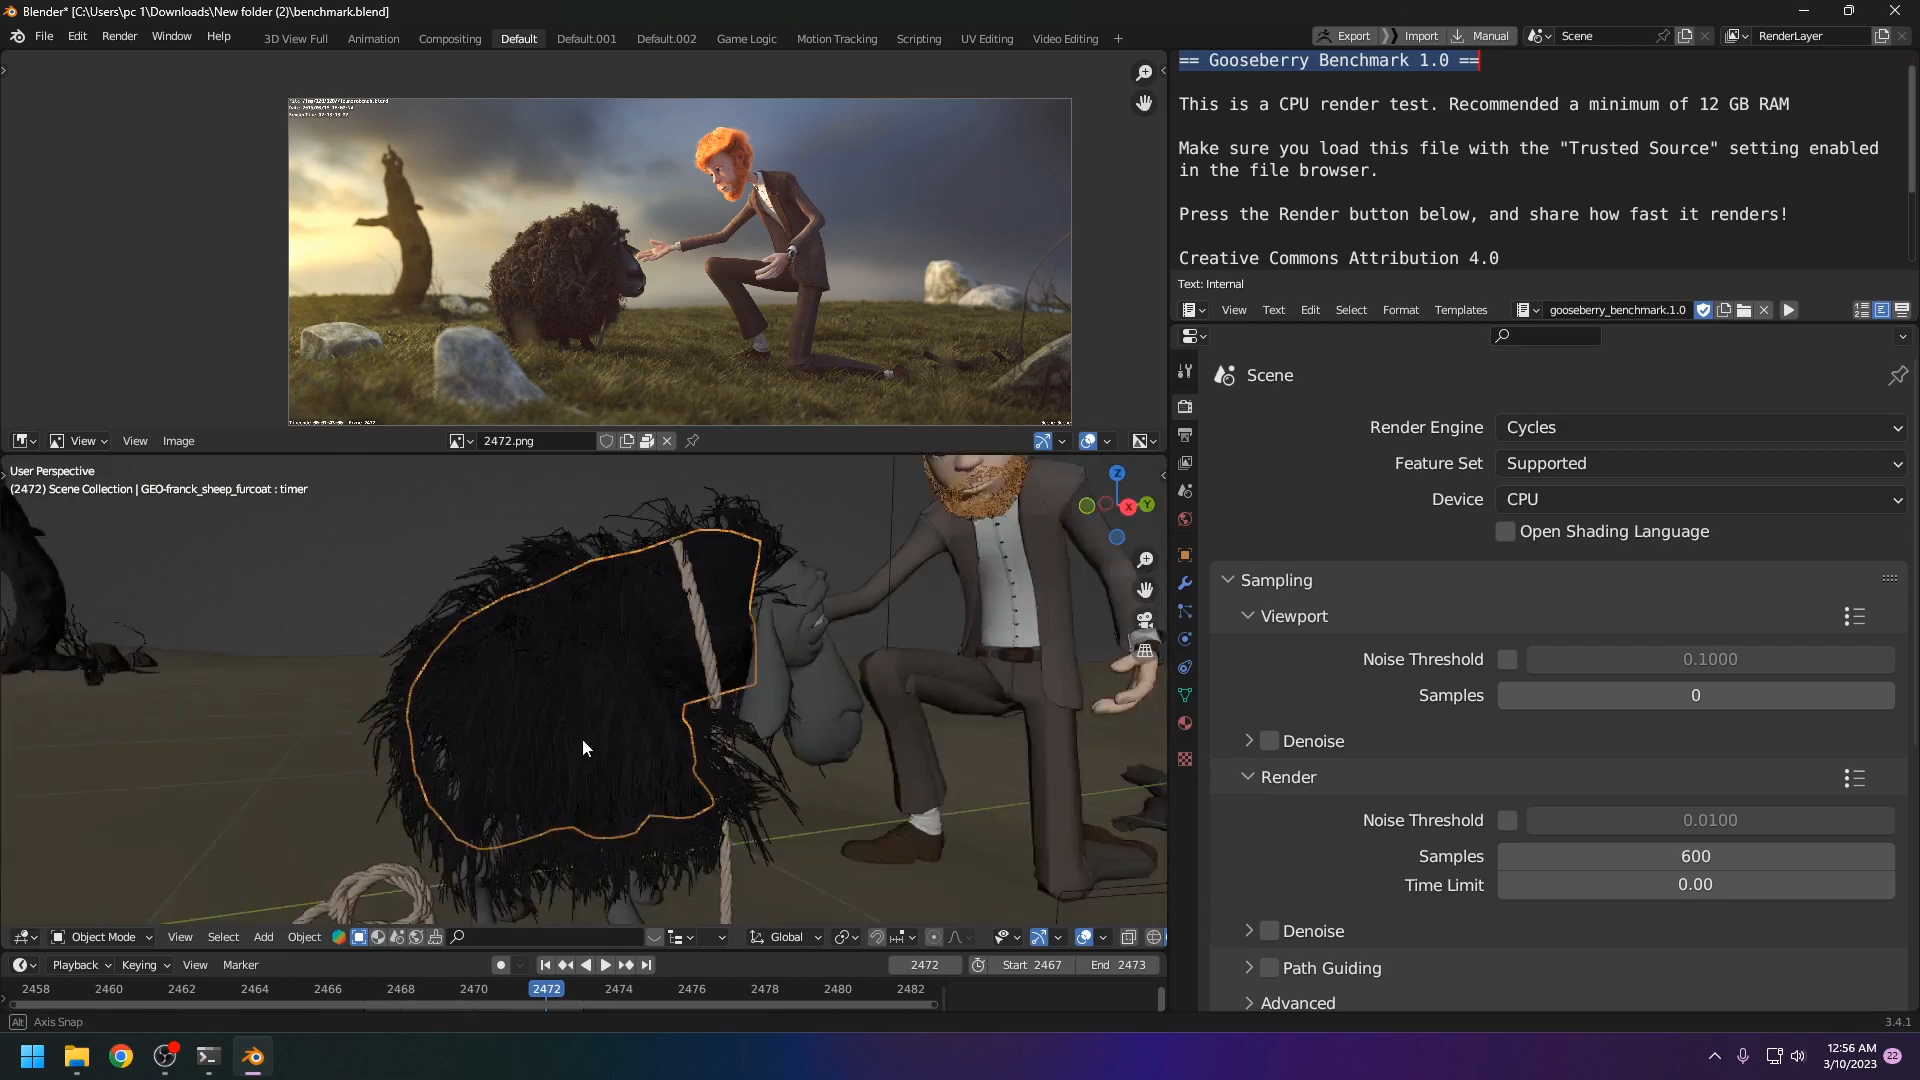 Blender* [C:\Users\pc 1\Downloads\New folder (2)\benchmark.blend]
File Edit Render Window Help
3D View Full Animation Compositing Default Default.001 Default.002 Game Logic Motion Tracking Scripting UV Editing Video Editing +
Export Import Manual Scene RenderLayer
== Gooseberry Benchmark 1.0 ==
This is a CPU render test. Recommended a minimum of 12 GB RAM
Make sure you load this file with the "Trusted Source" setting enabled
in the file browser.
Press the Render button below, and share how fast it renders!
Creative Commons Attribution 4.0
Text: Internal
View Text Edit Select Format Templates gooseberry_benchmark.1.0
View View Image 2472.png
User Perspective
(2472) Scene Collection | GEO-franck_sheep_furcoat : timer
Z
X
Y
Scene
Render Engine Cycles
Feature Set Supported
Device CPU
Open Shading Language
Sampling
Viewport
Noise Threshold 0.1000
Samples 0
Denoise
Render
Noise Threshold 0.0100
Samples 600
Time Limit 0.00
Denoise
Path Guiding
Advanced
Object Mode View Select Add Object Global
Playback Keying View Marker 2472 Start 2467 End 2473
2458 2460 2462 2464 2466 2468 2470 2472 2474 2476 2478 2480 2482
Alt Axis Snap
3.4.1
12:56 AM
3/10/2023
22